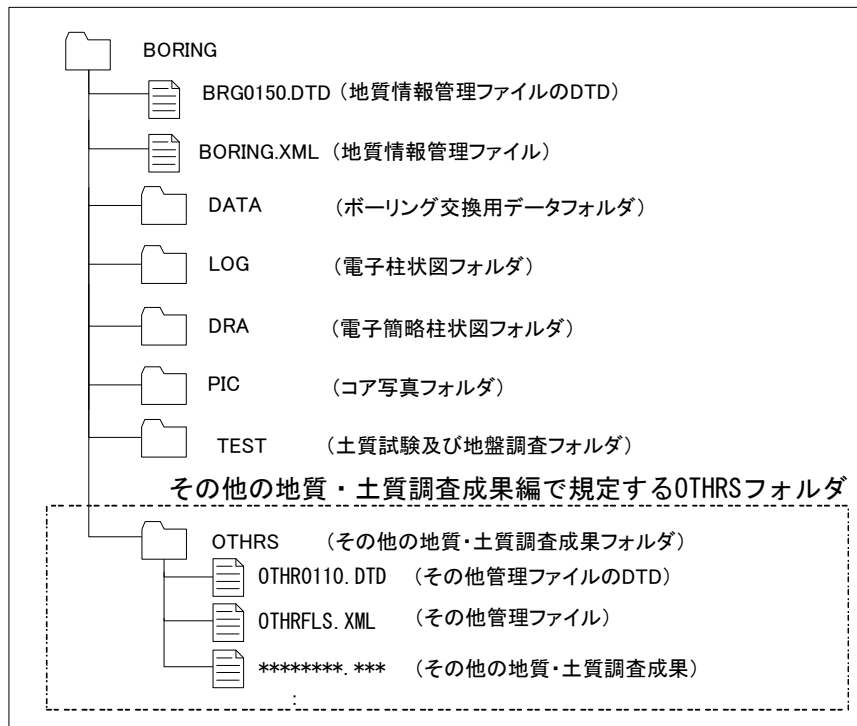 BORING
BRG0150.DTD（地質情報管理ファイルのDTD）
BORING.XML（地質情報管理ファイル）
DATA （ボーリング交換用データフォルダ）
LOG （電子柱状図フォルダ）
DRA （電子簡略柱状図フォルダ）
PIC （コア写真フォルダ）
TEST （土質試験及び地盤調査フォルダ）
その他の地質・土質調査成果編で規定するOTHRSフォルダ
OTHRS （その他の地質・土質調査成果フォルダ）
OTHR0110.DTD （その他管理ファイルのDTD）
OTHRFLS.XML （その他管理ファイル）
********.*** （その他の地質・土質調査成果）
: